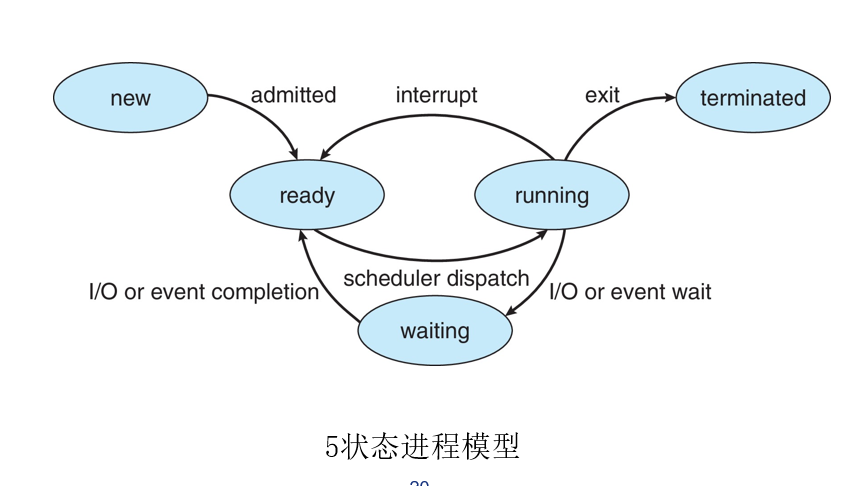 new
admitted
interrupt
exit
terminated
ready
running
scheduler dispatch
I/O or event completion
I/O or event wait
waiting
5状态进程模型